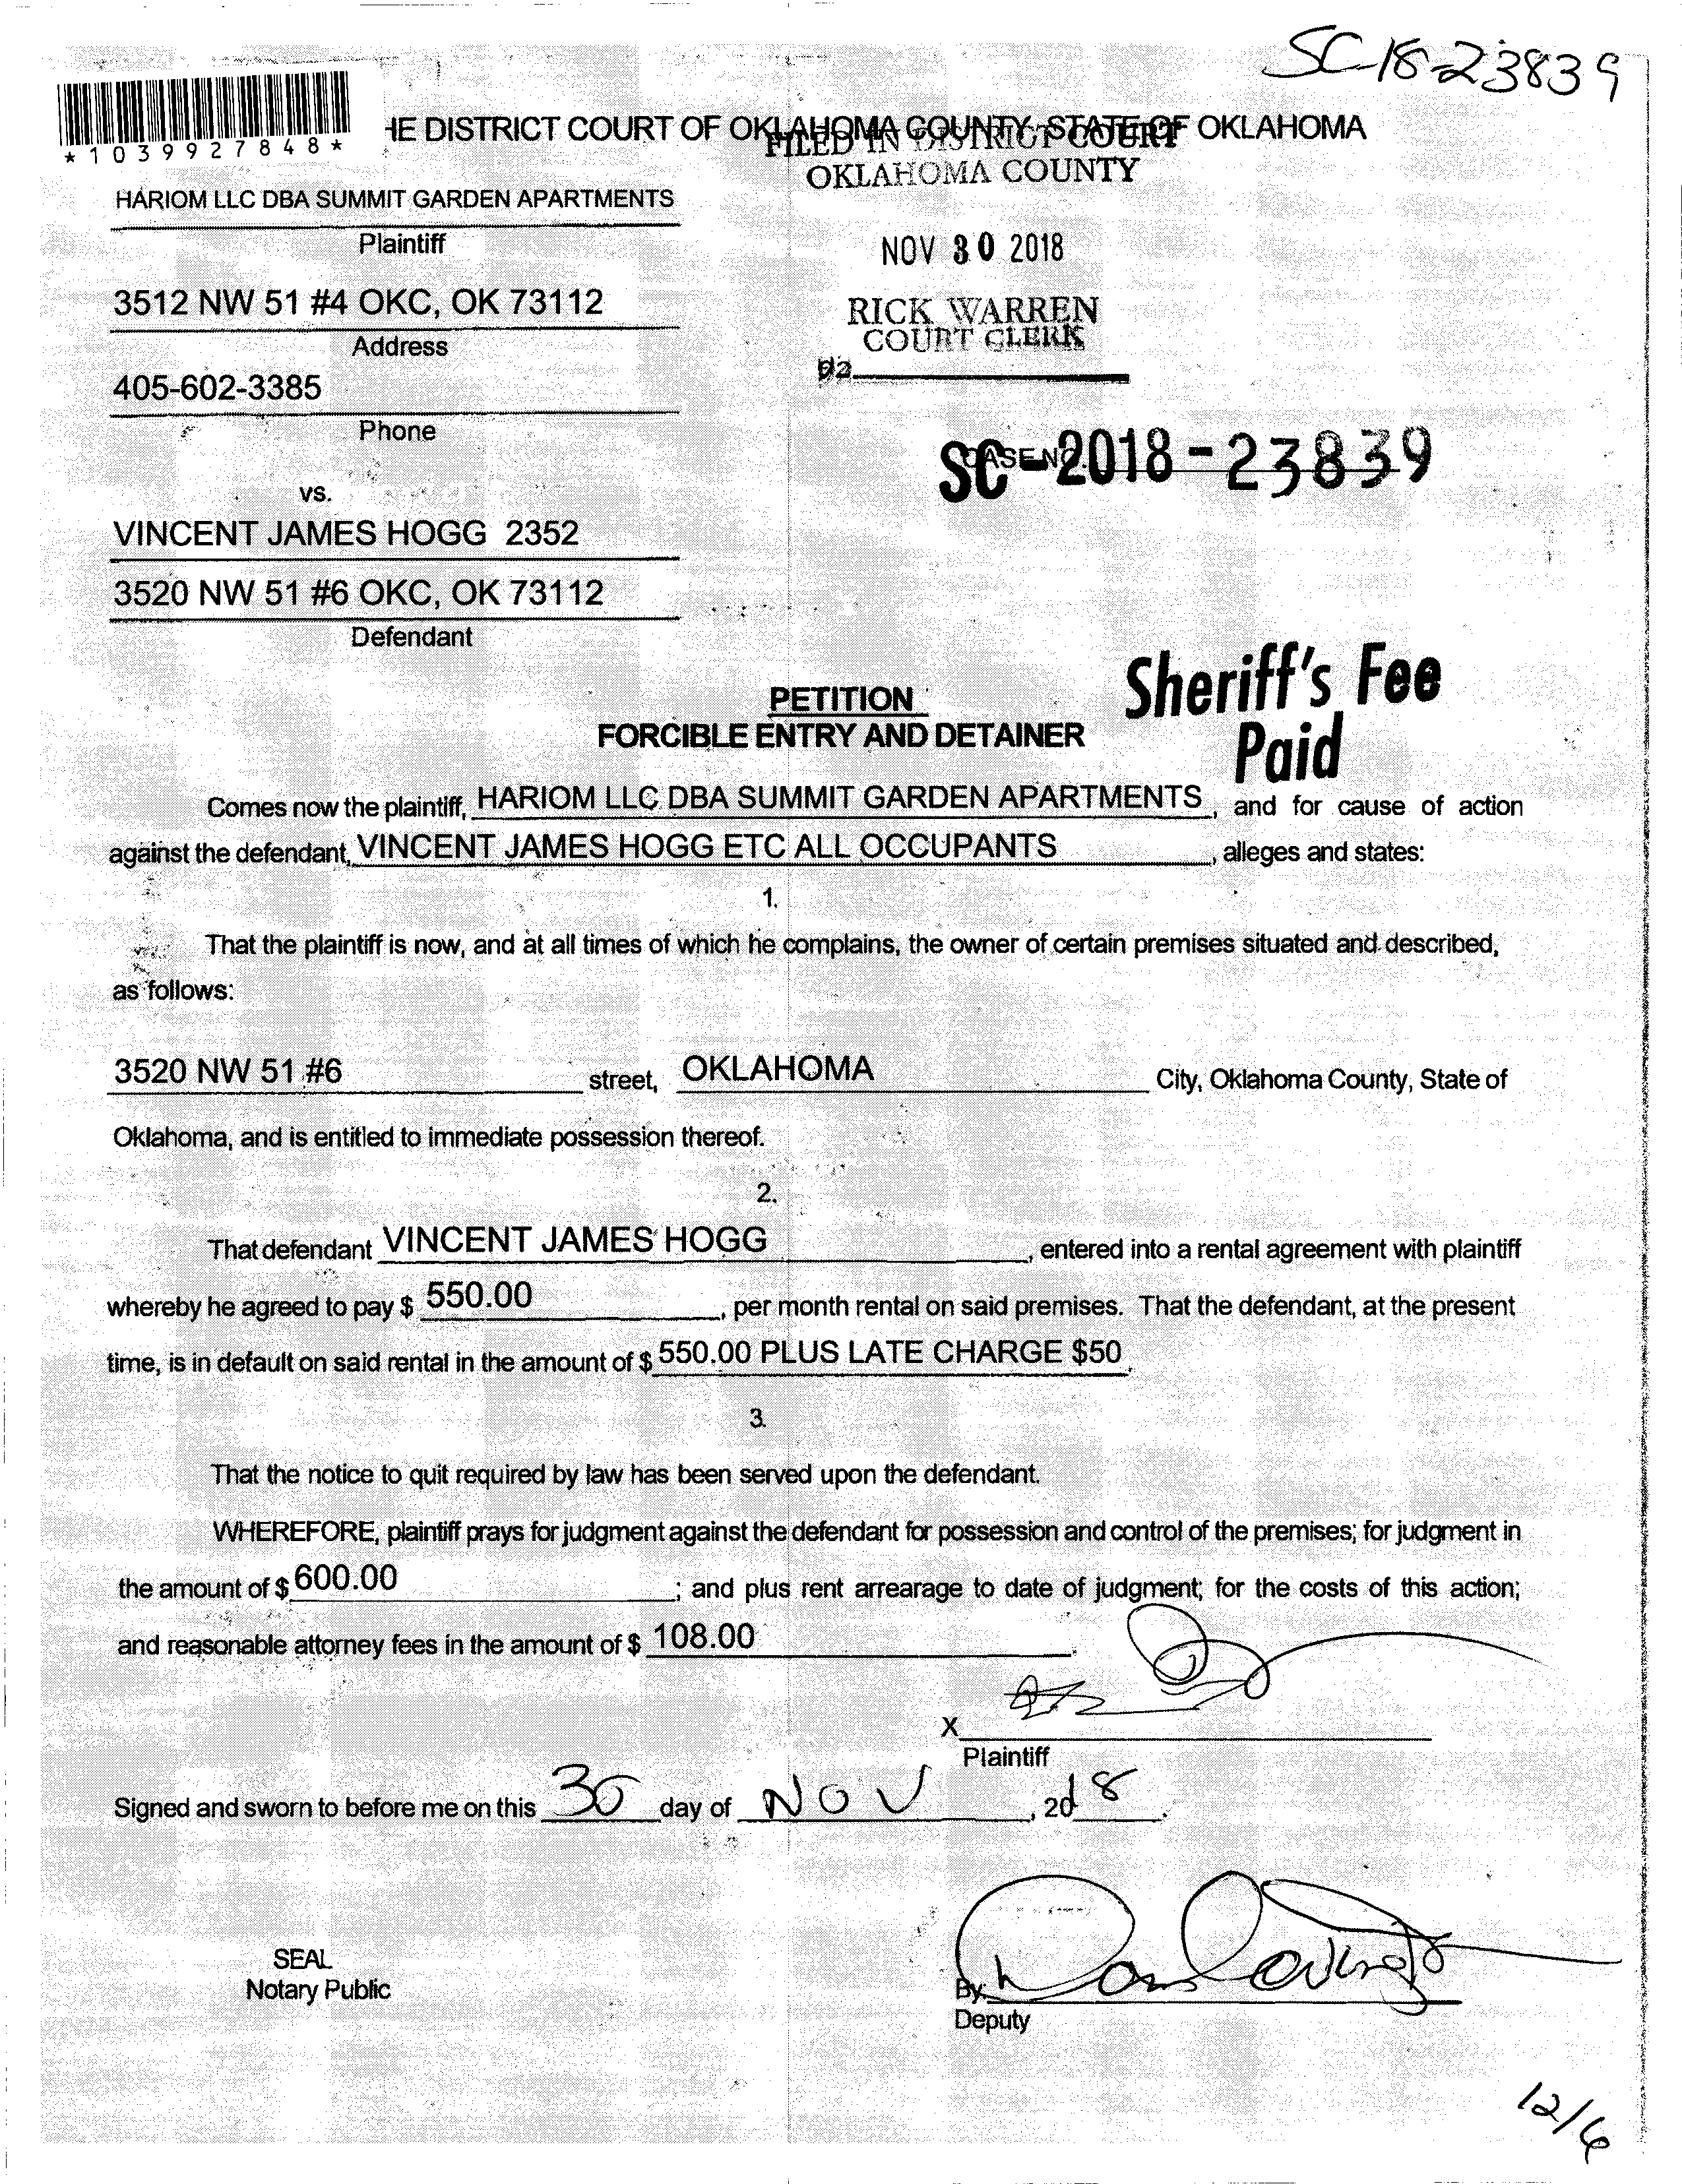 SC-18-23839
*1039927848*
HE DISTRICT COURT OF OKLAHOMA COUNTY, STATE OF OKLAHOMA
FILED IN DISTRICT COURT
OKLAHOMA COUNTY
HARIOM LLC DBA SUMMIT GARDEN APARTMENTS
Plaintiff
NOV 30 2018
3512 NW 51 #4 OKC, OK 73112
Address
RICK WARREN
COURT CLERK
405-602-3385
Phone
SC-2018-23839
CASE NO.
vs.
VINCENT JAMES HOGG 2352
3520 NW 51 #6 OKC, OK 73112
Defendant
Sheriff's Fee
Paid
PETITION
FORCIBLE ENTRY AND DETAINER
Comes now the plaintiff, HARIOM LLC DBA SUMMIT GARDEN APARTMENTS, and for cause of action
against the defendant, VINCENT JAMES HOGG ETC ALL OCCUPANTS, alleges and states:
1.
That the plaintiff is now, and at all times of which he complains, the owner of certain premises situated and described,
as follows:
3520 NW 51 #6 street, OKLAHOMA City, Oklahoma County, State of
Oklahoma, and is entitled to immediate possession thereof.
2.
That defendant VINCENT JAMES HOGG, entered into a rental agreement with plaintiff
whereby he agreed to pay $ 550.00, per month rental on said premises. That the defendant, at the present
time, is in default on said rental in the amount of $ 550.00 PLUS LATE CHARGE $50.
3.
That the notice to quit required by law has been served upon the defendant.
WHEREFORE, plaintiff prays for judgment against the defendant for possession and control of the premises; for judgment in
the amount of $ 600.00; and plus rent arrearage to date of judgment; for the costs of this action;
and reasonable attorney fees in the amount of $ 108.00.
X
Plaintiff
Signed and sworn to before me on this 30 day of NOV, 2018.
SEAL
Notary Public
By
Deputy
12/6